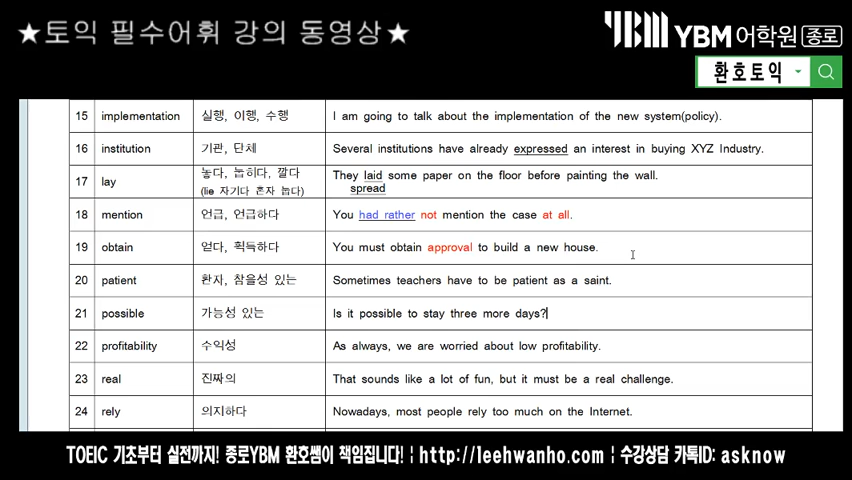 ★토익 필수어휘 강의 동영상★
YBM YBM어학원 종로
환호토익
15 implementation 실행, 이행, 수행 I am going to talk about the implementation of the new system(policy).
16 institution 기관, 단체 Several institutions have already expressed an interest in buying XYZ Industry.
17 lay 놓다, 눕히다, 깔다 They laid some paper on the floor before painting the wall.
(lie 자기다 혼자 눕다) spread
18 mention 언급, 언급하다 You had rather not mention the case at all.
19 obtain 얻다, 획득하다 You must obtain approval to build a new house.
20 patient 환자, 참을성 있는 Sometimes teachers have to be patient as a saint.
21 possible 가능성 있는 Is it possible to stay three more days?
22 profitability 수익성 As always, we are worried about low profitability.
23 real 진짜의 That sounds like a lot of fun, but it must be a real challenge.
24 rely 의지하다 Nowadays, most people rely too much on the Internet.
TOEIC 기초부터 실전까지! 종로YBM 환호쌤이 책임집니다! ¦ http://leehwanho.com ¦ 수강상담 카톡ID: asknow